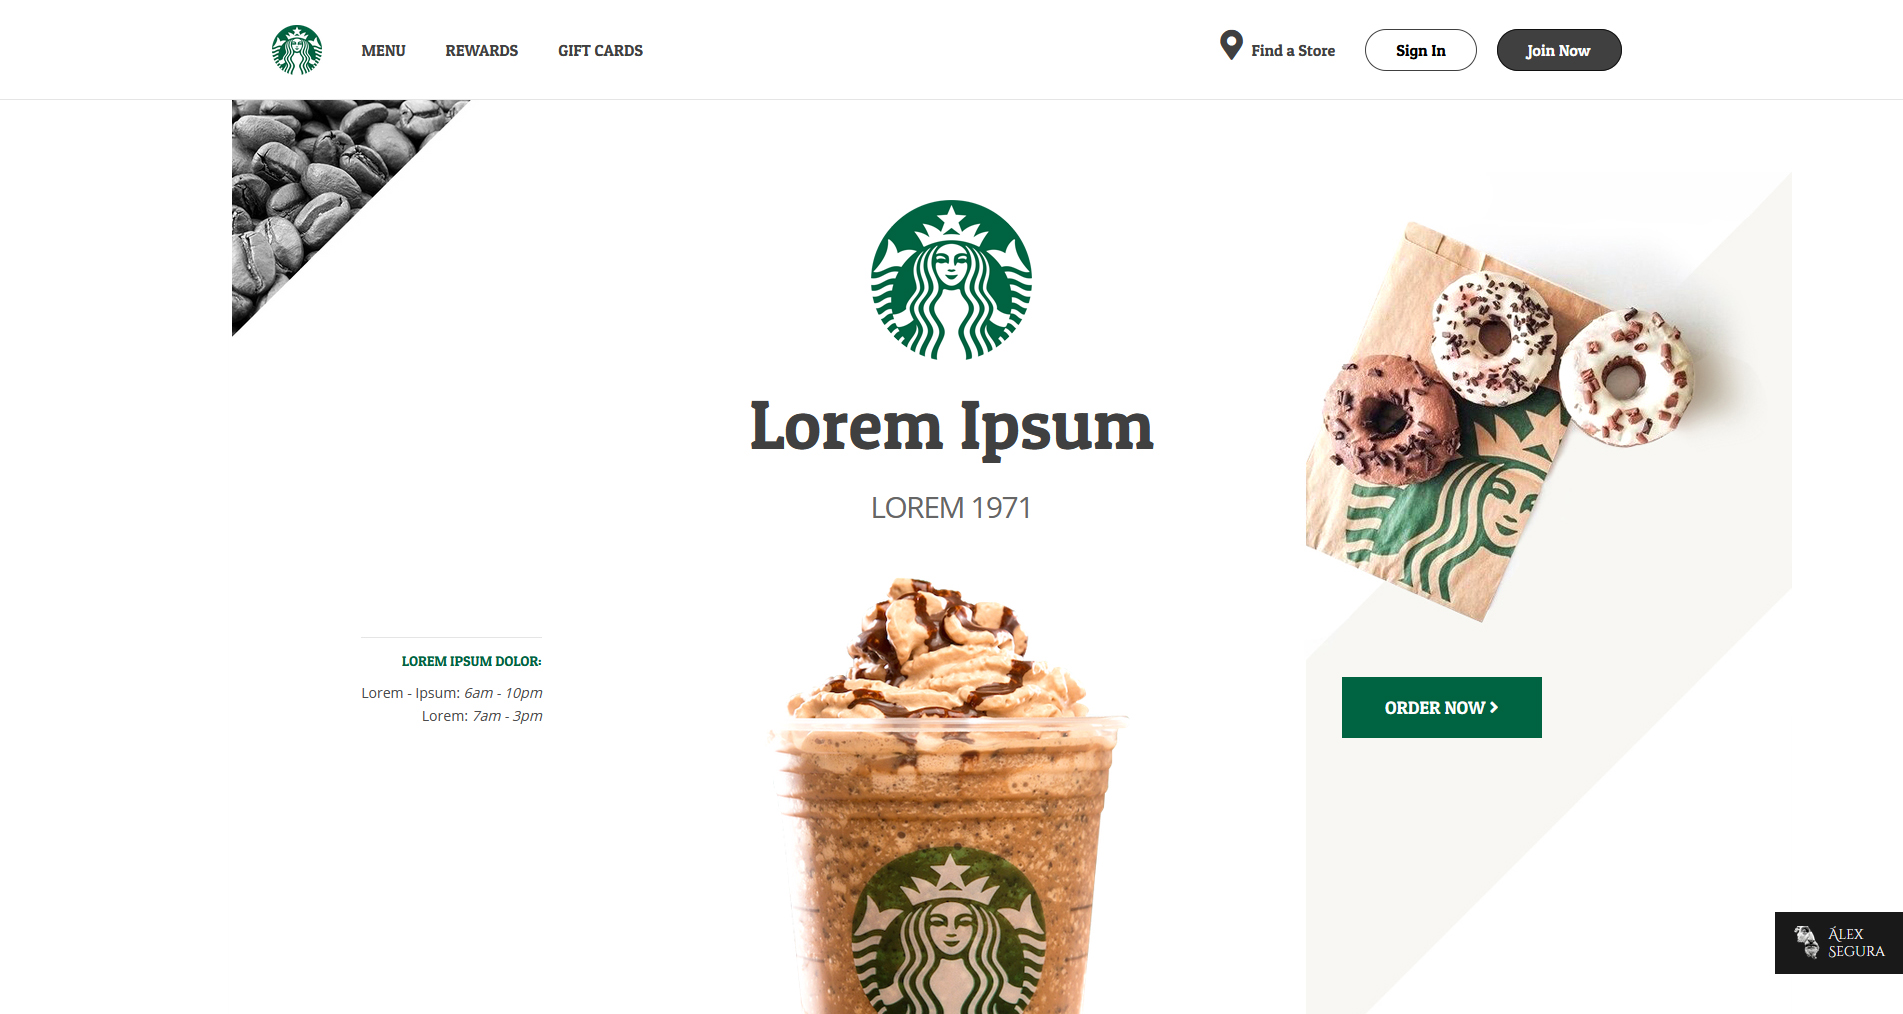 MENU
REWARDS
GIFT CARDS
Find a Store
Sign In
Join Now
Lorem Ipsum
LOREM 1971
LOREM IPSUM DOLOR:
Lorem - Ipsum: 6am - 10pm
Lorem: 7am - 3pm
ORDER NOW
ÁLEX
SEGURA